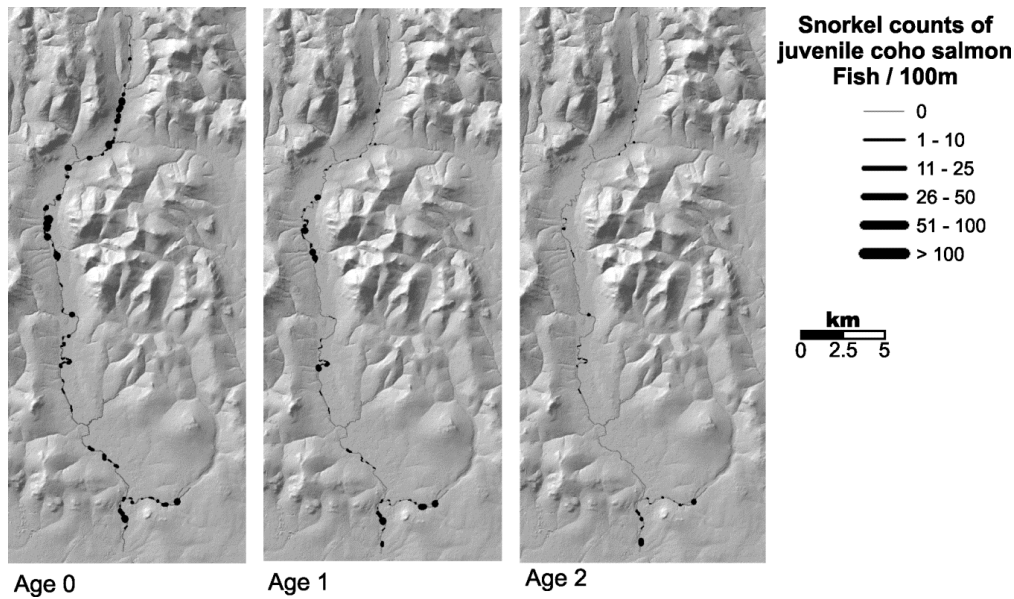 Snorkel counts of
juvenile coho salmon
Fish / 100m
0
1 - 10
11 - 25
26 - 50
51 - 100
> 100
km
0 2.5 5
Age 0
Age 1
Age 2